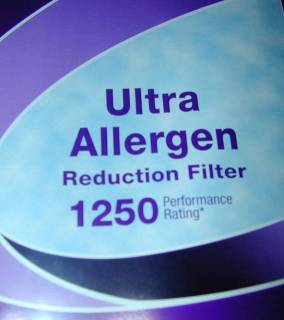 Ultra
Allergen
Reduction Filter
1250 Performance
Rating*